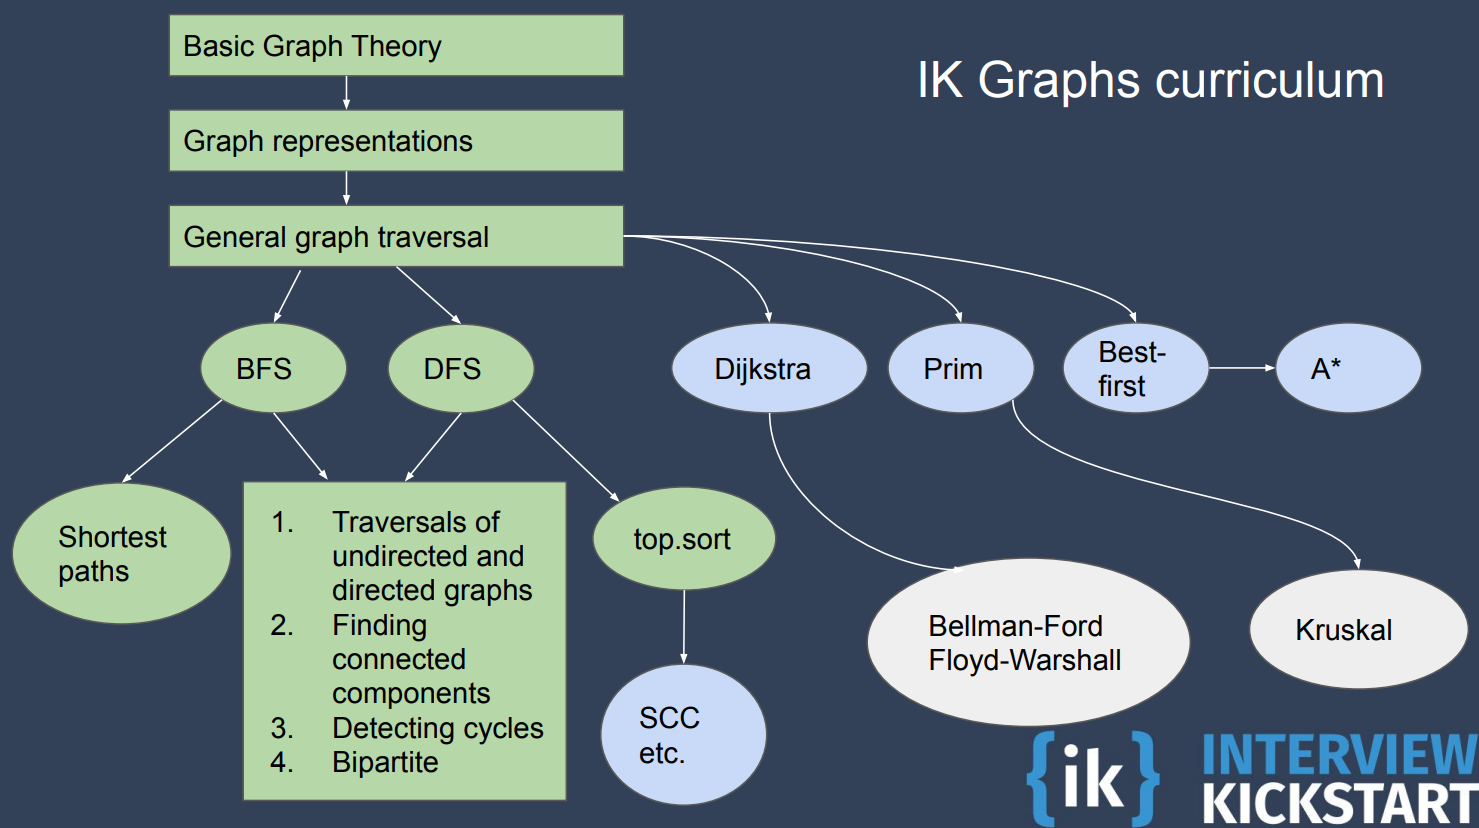 Basic Graph Theory
IK Graphs curriculum
Graph representations
General graph traversal
BFS
DFS
Dijkstra
Prim
Best-
first
A*
Shortest
paths
1. Traversals of
undirected and
directed graphs
2. Finding
connected
components
3. Detecting cycles
4. Bipartite
top.sort
SCC
etc.
Bellman-Ford
Floyd-Warshall
Kruskal
{ik}
INTERVIEW
KICKSTART